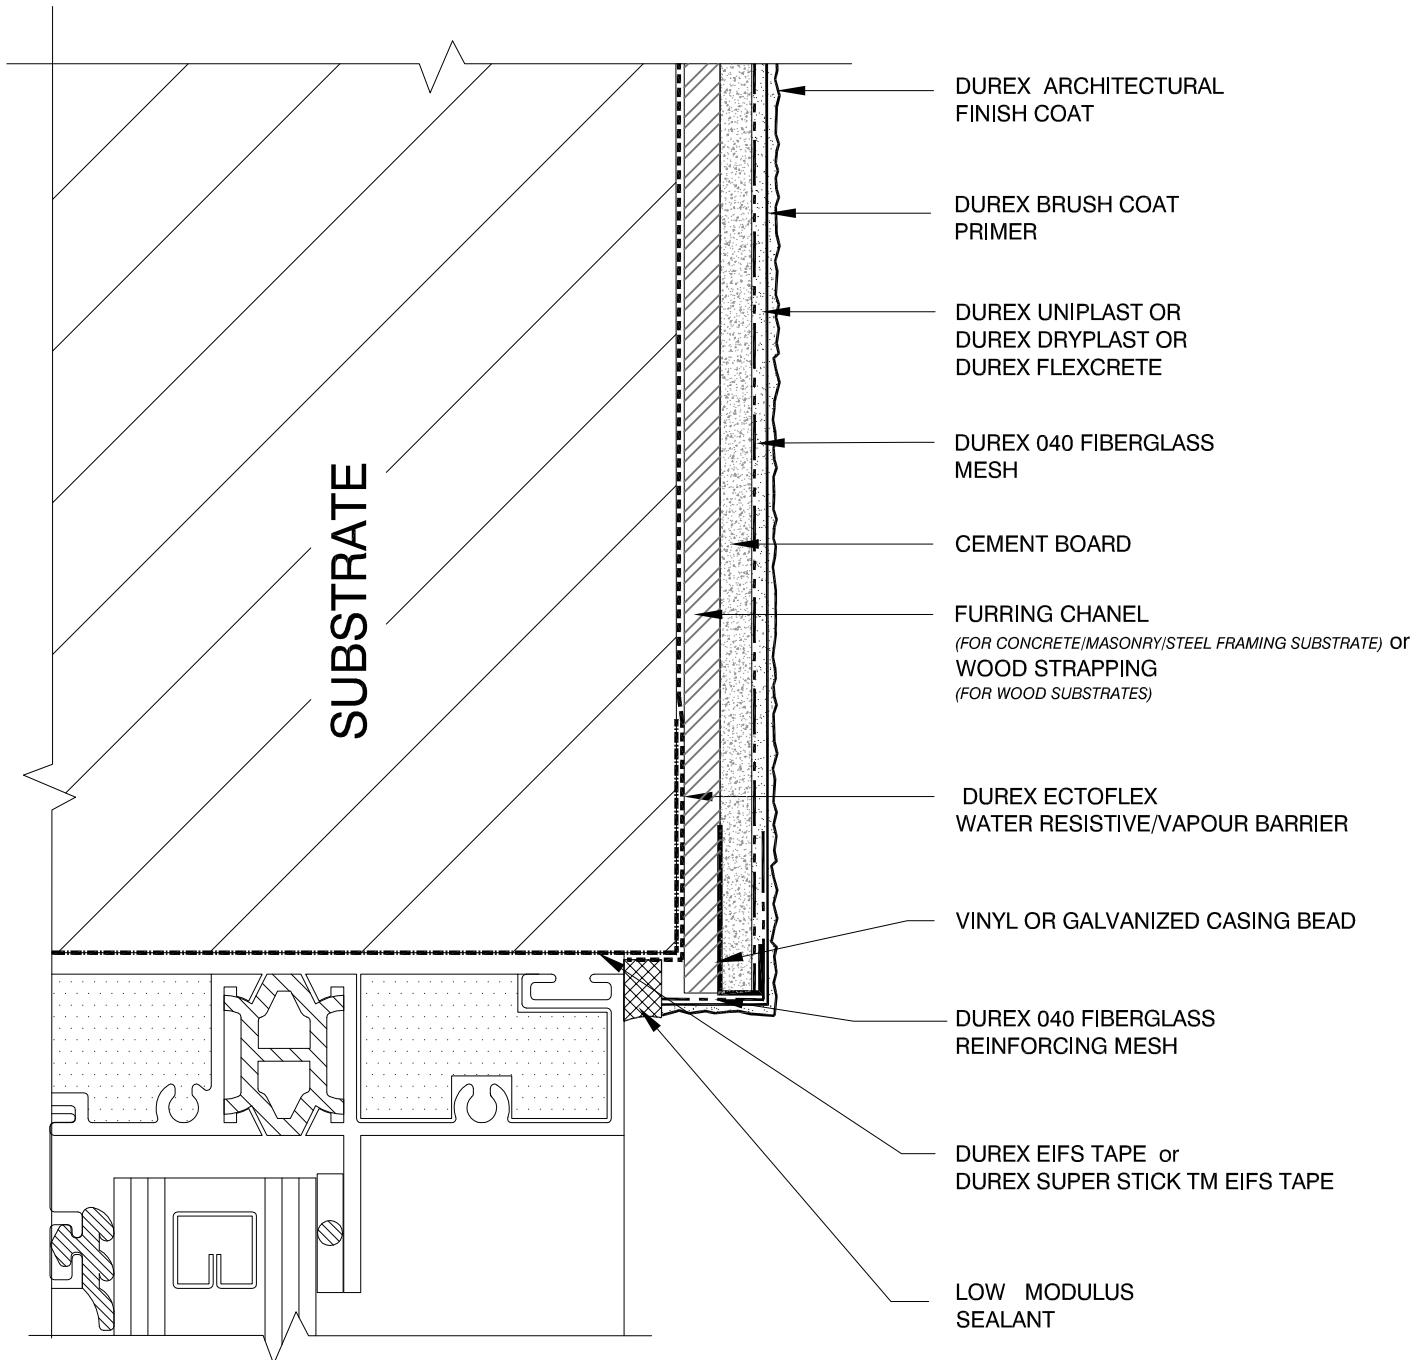 DUREX ARCHITECTURAL
FINISH COAT
DUREX BRUSH COAT
PRIMER
DUREX UNIPLAST OR
DUREX DRYPLAST OR
DUREX FLEXCRETE
DUREX 040 FIBERGLASS
MESH
CEMENT BOARD
FURRING CHANEL
(FOR CONCRETE/MASONRY/STEEL FRAMING SUBSTRATE) or
WOOD STRAPPING
(FOR WOOD SUBSTRATES)
SUBSTRATE
DUREX ECTOFLEX
WATER RESISTIVE/VAPOUR BARRIER
VINYL OR GALVANIZED CASING BEAD
DUREX 040 FIBERGLASS
REINFORCING MESH
DUREX EIFS TAPE or
DUREX SUPER STICK TM EIFS TAPE
LOW MODULUS
SEALANT